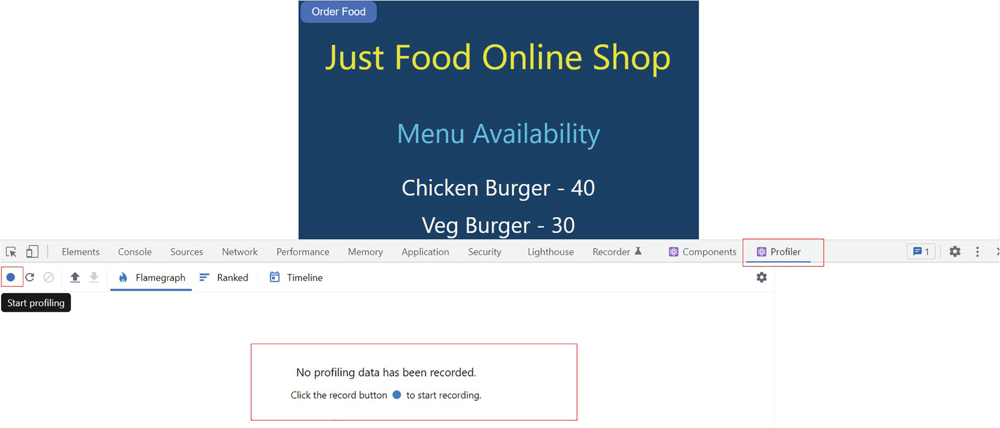 Order Food
Just Food Online Shop
Menu Availability
Chicken Burger - 40
Veg Burger - 30
Elements Console Sources Network Performance Memory Application Security Lighthouse Recorder Components Profiler 1
Flamegraph Ranked Timeline
Start profiling
No profiling data has been recorded.
Click the record button to start recording.